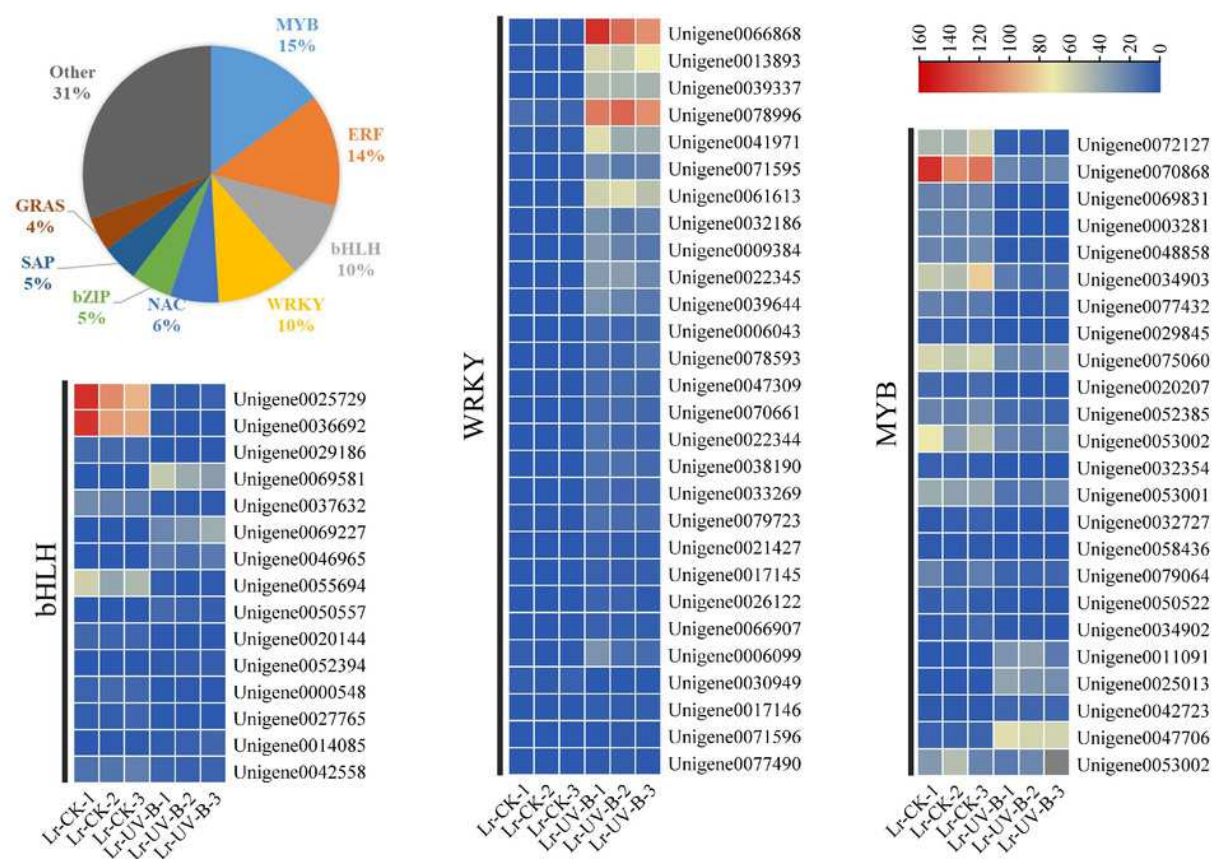 MYB
15%
ERF
14%
bHLH
10%
WRKY
10%
NAC
6%
bZIP
5%
SAP
5%
GRAS
4%
Other
31%
bHLH
Unigene0025729
Unigene0036692
Unigene0029186
Unigene0069581
Unigene0037632
Unigene0069227
Unigene0046965
Unigene0055694
Unigene0050557
Unigene0020144
Unigene0052394
Unigene0000548
Unigene0027765
Unigene0014085
Unigene0042558
Lr-CK-1
Lr-CK-2
Lr-CK-3
Lr-UV-B-1
Lr-UV-B-2
Lr-UV-B-3
WRKY
Unigene0066868
Unigene0013893
Unigene0039337
Unigene0078996
Unigene0041971
Unigene0071595
Unigene0061613
Unigene0032186
Unigene0009384
Unigene0022345
Unigene0039644
Unigene0006043
Unigene0078593
Unigene0047309
Unigene0070661
Unigene0022344
Unigene0038190
Unigene0033269
Unigene0079723
Unigene0021427
Unigene0017145
Unigene0026122
Unigene0066907
Unigene0006099
Unigene0030949
Unigene0017146
Unigene0071596
Unigene0077490
Lr-CK-1
Lr-CK-2
Lr-CK-3
Lr-UV-B-1
Lr-UV-B-2
Lr-UV-B-3
160
140
120
100
80
60
40
20
0
MYB
Unigene0072127
Unigene0070868
Unigene0069831
Unigene0003281
Unigene0048858
Unigene0034903
Unigene0077432
Unigene0029845
Unigene0075060
Unigene0020207
Unigene0052385
Unigene0053002
Unigene0032354
Unigene0053001
Unigene0032727
Unigene0058436
Unigene0079064
Unigene0050522
Unigene0034902
Unigene0011091
Unigene0025013
Unigene0042723
Unigene0047706
Unigene0053002
Lr-CK-1
Lr-CK-2
Lr-CK-3
Lr-UV-B-1
Lr-UV-B-2
Lr-UV-B-3